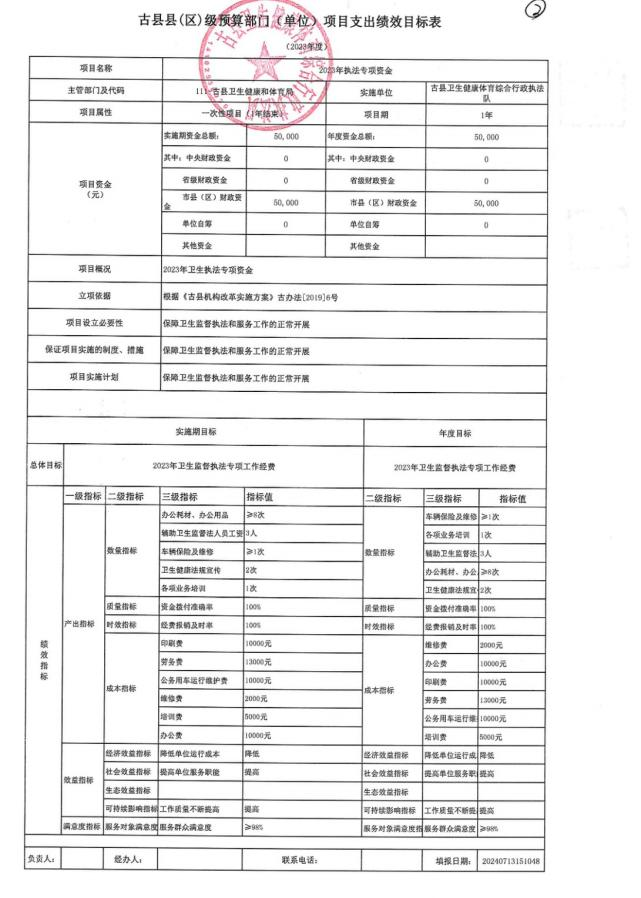 ②
古县县(区)级预算部门(单位)项目支出绩效目标表
(2023年度)
项目名称 2023年执法专项资金
主管部门及代码 111-古县卫生健康和体育局 实施单位 古县卫生健康体育综合行政执法队
项目属性 一次性项目(1年结束) 项目期 1年
项目资金(元) 实施期资金总额: 50,000 年度资金总额: 50,000
其中: 中央财政资金 0 其中: 中央财政资金 0
省级财政资金 0 省级财政资金 0
市县(区)财政资金 50,000 市县(区)财政资金 50,000
单位自筹 0 单位自筹 0
其他资金 其他资金
项目概况 2023年卫生执法专项资金
立项依据 根据《古县机构改革实施方案》古办法[2019]6号
项目设立必要性 保障卫生监督执法和服务工作的正常开展
保证项目实施的制度、措施 保障卫生监督执法和服务工作的正常开展
项目实施计划 保障卫生监督执法和服务工作的正常开展
实施期目标 年度目标
总体目标 2023年卫生监督执法专项工作经费 2023年卫生监督执法专项工作经费
绩效指标 一级指标 二级指标 三级指标 指标值 二级指标 三级指标 指标值
产出指标 数量指标 办公耗材、办公用品 ≥8次 数量指标 车辆保险及维修 ≥1次
辅助卫生监督法人员工资 3人 各项业务培训 1次
车辆保险及维修 ≥1次 辅助卫生监督法 3人
卫生健康法规宣传 2次 办公耗材、办公 ≥8次
各项业务培训 1次 卫生健康法规宣 2次
质量指标 资金拨付准确率 100% 质量指标 资金拨付准确率 100%
时效指标 经费报销及时率 100% 时效指标 经费报销及时率 100%
成本指标 印刷费 10000元 成本指标 维修费 2000元
劳务费 13000元 办公费 10000元
公务用车运行维护费 10000元 印刷费 10000元
维修费 2000元 劳务费 13000元
培训费 5000元 公务用车运行维 10000元
办公费 10000元 培训费 5000元
效益指标 经济效益指标 降低单位运行成本 降低 经济效益指标 降低单位运行成 降低
社会效益指标 提高单位服务职能 提高 社会效益指标 提高单位服务职 提高
生态效益指标 生态效益指标
可持续影响指标 工作质量不断提高 提高 可持续影响指标 工作质量不断提 提高
满意度指标 服务对象满意度 服务群众满意度 ≥98% 服务对象满意度指 服务群众满意度 ≥98%
负责人: 经办人: 联系电话: 填报日期: 20240713151048